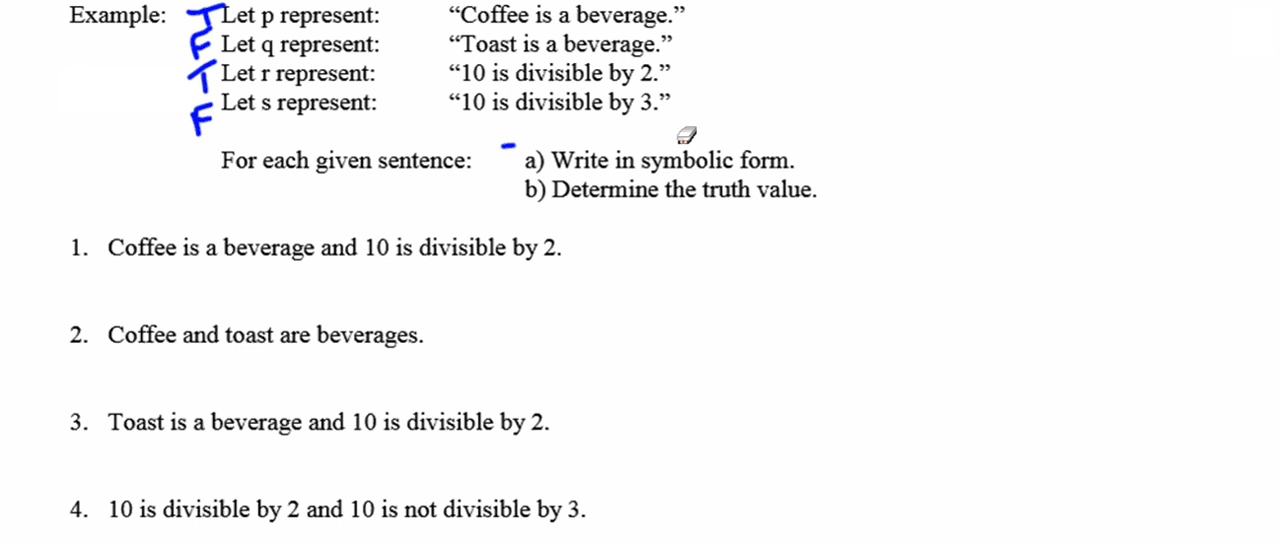 Example: T Let p represent: “Coffee is a beverage.”
F Let q represent: “Toast is a beverage.”
T Let r represent: “10 is divisible by 2.”
F Let s represent: “10 is divisible by 3.”
For each given sentence: a) Write in symbolic form.
b) Determine the truth value.
1. Coffee is a beverage and 10 is divisible by 2.
2. Coffee and toast are beverages.
3. Toast is a beverage and 10 is divisible by 2.
4. 10 is divisible by 2 and 10 is not divisible by 3.